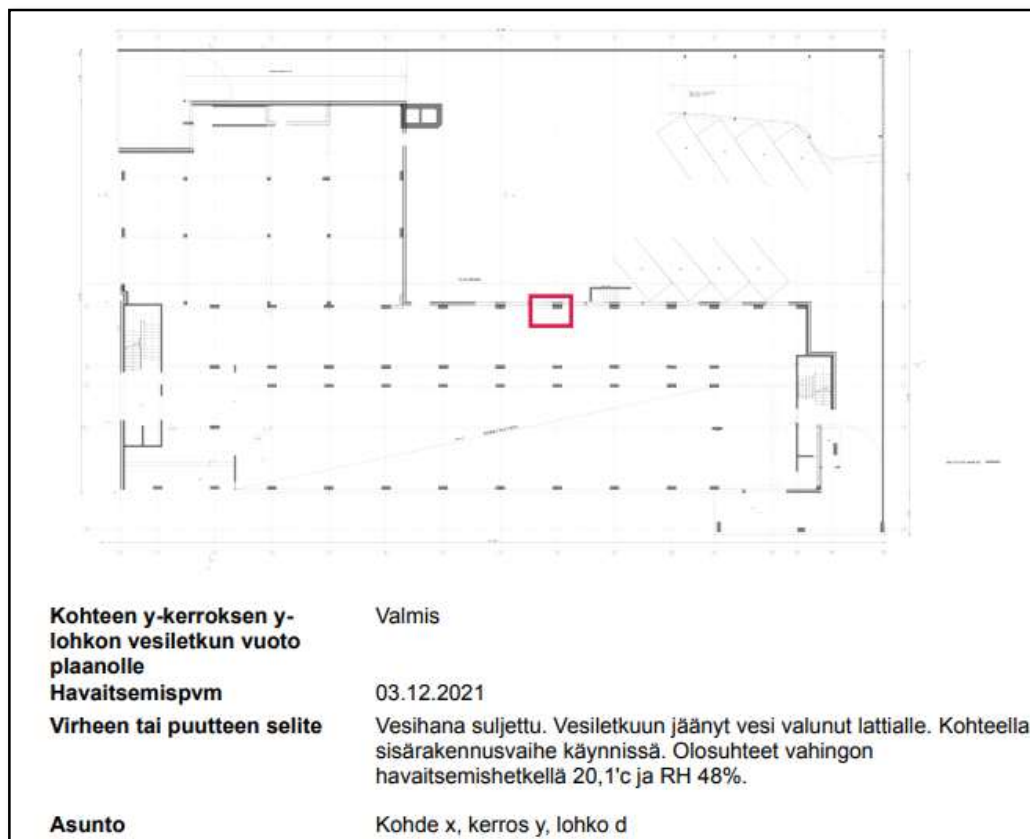 Kohteen y-kerroksen y-
lohkon vesiletkun vuoto
plaanolle
Valmis
Havaitsemispvm
03.12.2021
Virheen tai puutteen selite
Vesihana suljettu. Vesiletkuun jäänyt vesi valunut lattialle. Kohteella
sisärakennusvaihe käynnissä. Olosuhteet vahingon
havaitsemishetkellä 20,1'c ja RH 48%.
Asunto
Kohde x, kerros y, lohko d